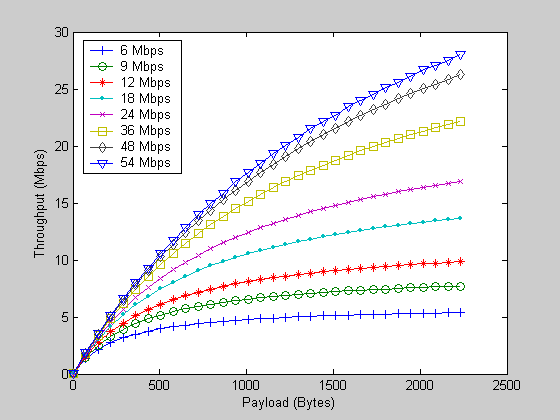 30
25
20
15
10
5
0
Throughput (Mbps)
6 Mbps
9 Mbps
12 Mbps
18 Mbps
24 Mbps
36 Mbps
48 Mbps
54 Mbps
0
500
1000
1500
2000
2500
Payload (Bytes)